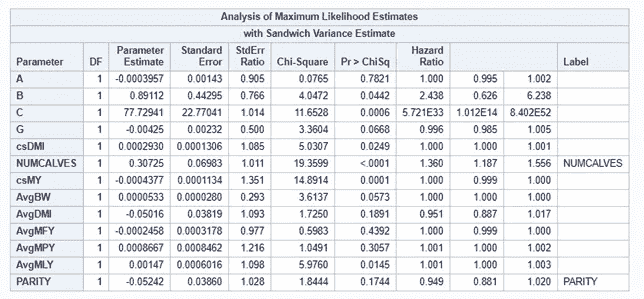 Analysis of Maximum Likelihood Estimates
with Sandwich Variance Estimate
Parameter DF Parameter Estimate Standard Error StdErr Ratio Chi-Square Pr > ChiSq Hazard Ratio Label
A 1 -0.0003957 0.00143 0.905 0.0765 0.7821 1.000 0.995 1.002
B 1 0.89112 0.44295 0.766 4.0472 0.0442 2.438 0.626 6.238
C 1 77.72941 22.77041 1.014 11.6528 0.0006 5.721E33 1.012E14 8.402E52
G 1 -0.00425 0.00232 0.500 3.3604 0.0668 0.996 0.985 1.005
csDMI 1 0.0002930 0.0001306 1.085 5.0307 0.0249 1.000 1.000 1.001
NUMCALVES 1 0.30725 0.06983 1.011 19.3599 <.0001 1.360 1.187 1.556 NUMCALVES
csMY 1 -0.0004377 0.0001134 1.351 14.8914 0.0001 1.000 0.999 1.000
AvgBW 1 0.0000533 0.0000280 0.293 3.6137 0.0573 1.000 1.000 1.000
AvgDMI 1 -0.05016 0.03819 1.093 1.7250 0.1891 0.951 0.887 1.017
AvgMFY 1 -0.0002458 0.0003178 0.977 0.5983 0.4392 1.000 0.999 1.000
AvgMPY 1 0.0008667 0.0008462 1.216 1.0491 0.3057 1.001 1.000 1.002
AvgMLY 1 0.00147 0.0006016 1.098 5.9760 0.0145 1.001 1.000 1.003
PARITY 1 -0.05242 0.03860 1.028 1.8444 0.1744 0.949 0.881 1.020 PARITY